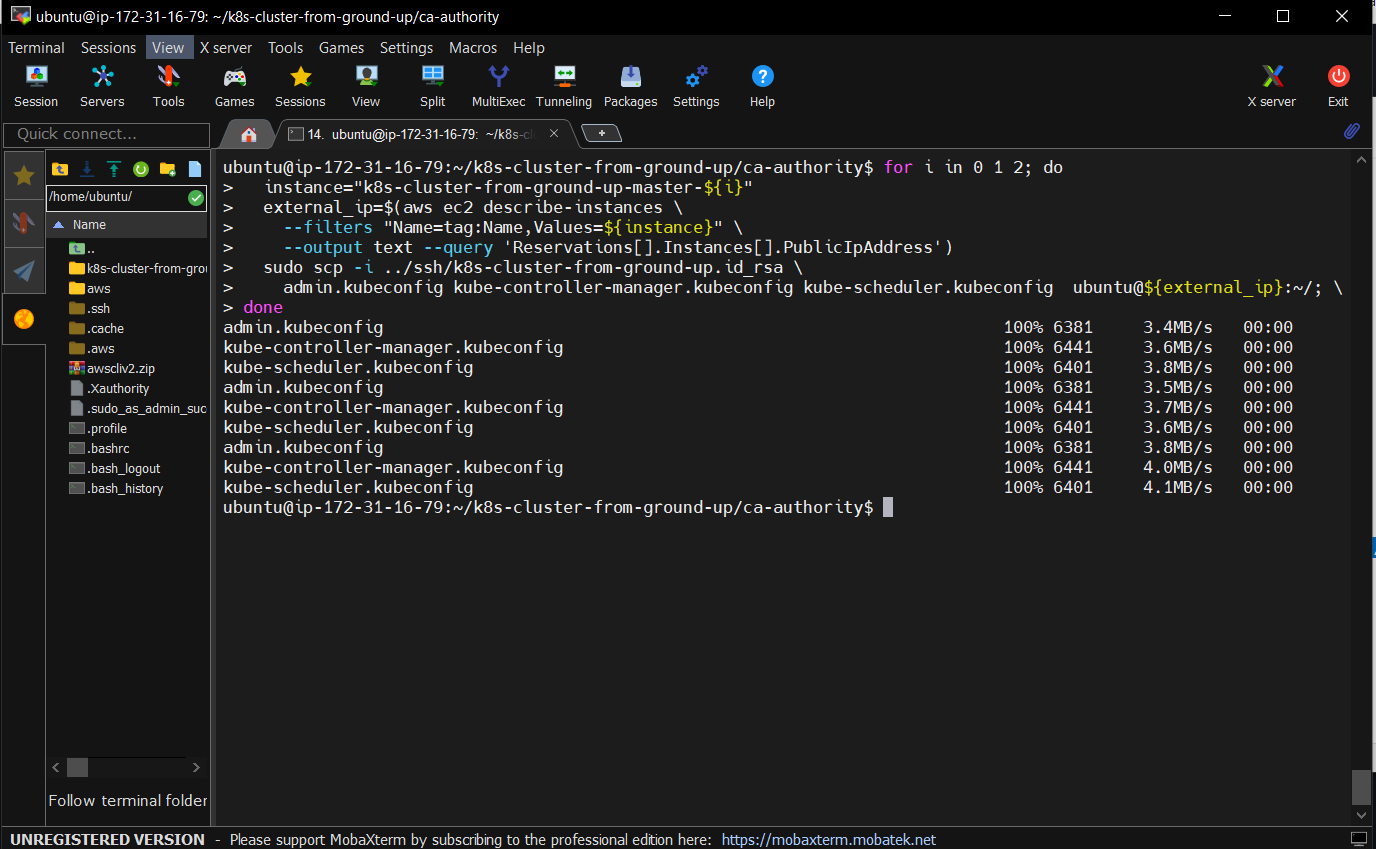 ubuntu@ip-172-31-16-79: ~/k8s-cluster-from-ground-up/ca-authority
Terminal Sessions View X server Tools Games Settings Macros Help
Session Servers Tools Games Sessions View Split MultiExec Tunneling Packages Settings Help X server Exit
Quick connect...
14. ubuntu@ip-172-31-16-79: ~/k8s-cl
/home/ubuntu/
Name
..
k8s-cluster-from-grou
aws
.ssh
.cache
.aws
awscliv2.zip
.Xauthority
.sudo_as_admin_suc
.profile
.bashrc
.bash_logout
.bash_history
Follow terminal folder
ubuntu@ip-172-31-16-79:~/k8s-cluster-from-ground-up/ca-authority$ for i in 0 1 2; do
>   instance="k8s-cluster-from-ground-up-master-${i}"
>   external_ip=$(aws ec2 describe-instances \
>     --filters "Name=tag:Name,Values=${instance}" \
>     --output text --query 'Reservations[].Instances[].PublicIpAddress')
>   sudo scp -i ../ssh/k8s-cluster-from-ground-up.id_rsa \
>     admin.kubeconfig kube-controller-manager.kubeconfig kube-scheduler.kubeconfig  ubuntu@${external_ip}:~/; \
> done
admin.kubeconfig 100% 6381 3.4MB/s 00:00
kube-controller-manager.kubeconfig 100% 6441 3.6MB/s 00:00
kube-scheduler.kubeconfig 100% 6401 3.8MB/s 00:00
admin.kubeconfig 100% 6381 3.5MB/s 00:00
kube-controller-manager.kubeconfig 100% 6441 3.7MB/s 00:00
kube-scheduler.kubeconfig 100% 6401 3.6MB/s 00:00
admin.kubeconfig 100% 6381 3.8MB/s 00:00
kube-controller-manager.kubeconfig 100% 6441 4.0MB/s 00:00
kube-scheduler.kubeconfig 100% 6401 4.1MB/s 00:00
ubuntu@ip-172-31-16-79:~/k8s-cluster-from-ground-up/ca-authority$
UNREGISTERED VERSION - Please support MobaXterm by subscribing to the professional edition here: https://mobaxterm.mobatek.net